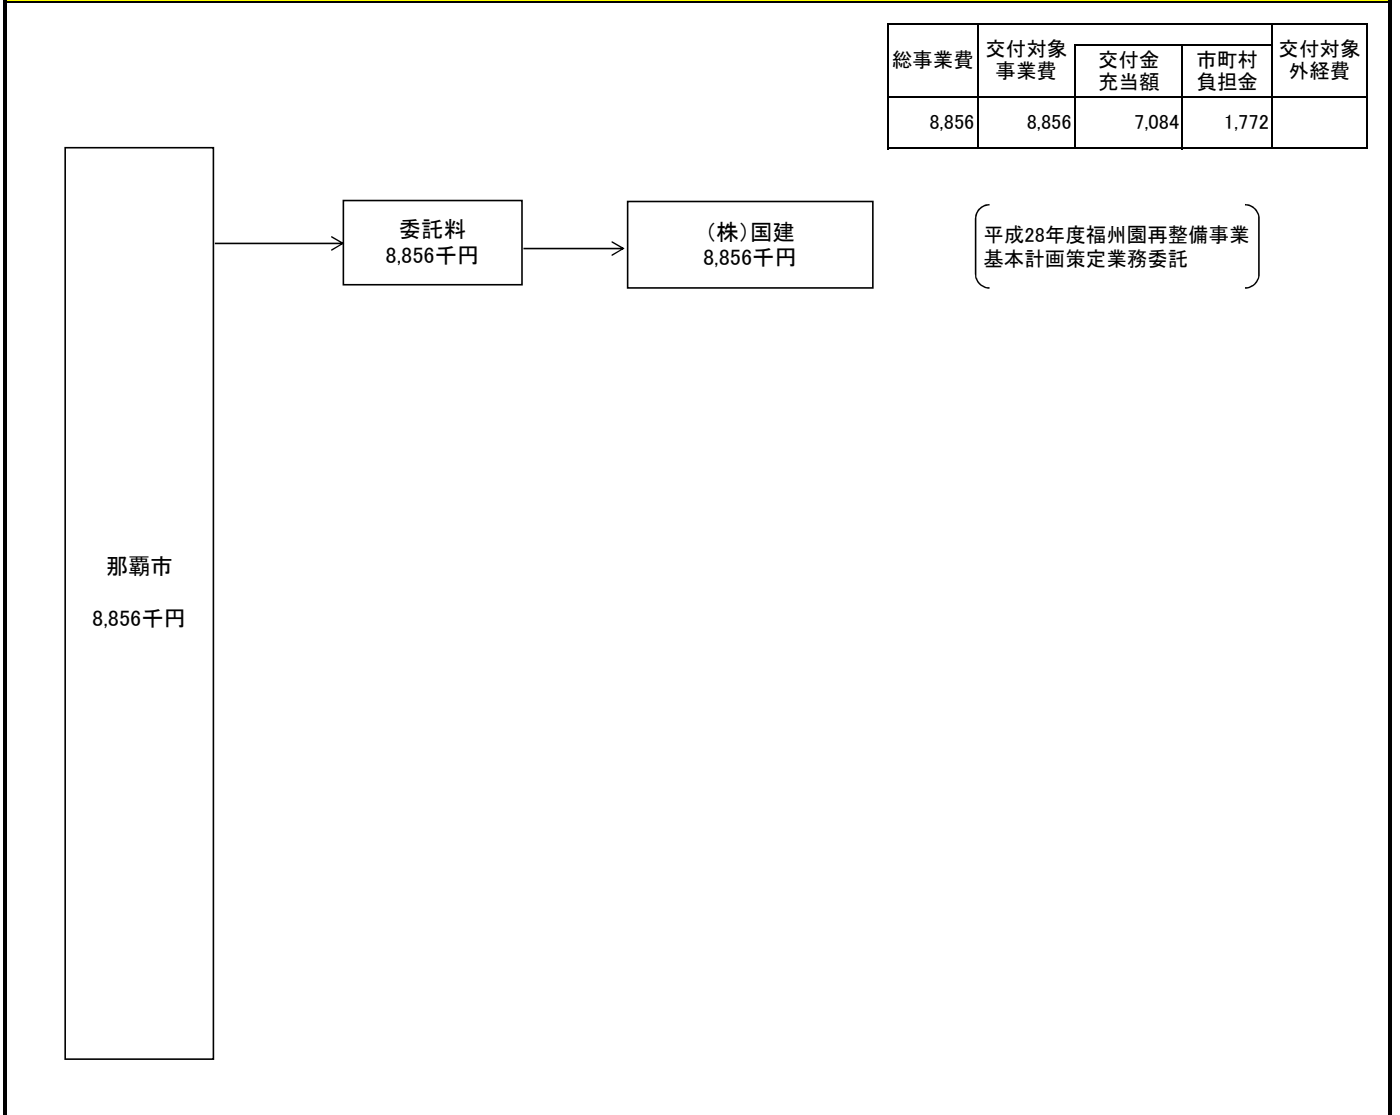 総事業費
交付対象
事業費
交付金
充当額
市町村
負担金
交付対象
外経費
8,856
8,856
7,084
1,772
委託料
8,856千円
(株)国建
8,856千円
平成28年度福州園再整備事業
基本計画策定業務委託
那覇市
8,856千円